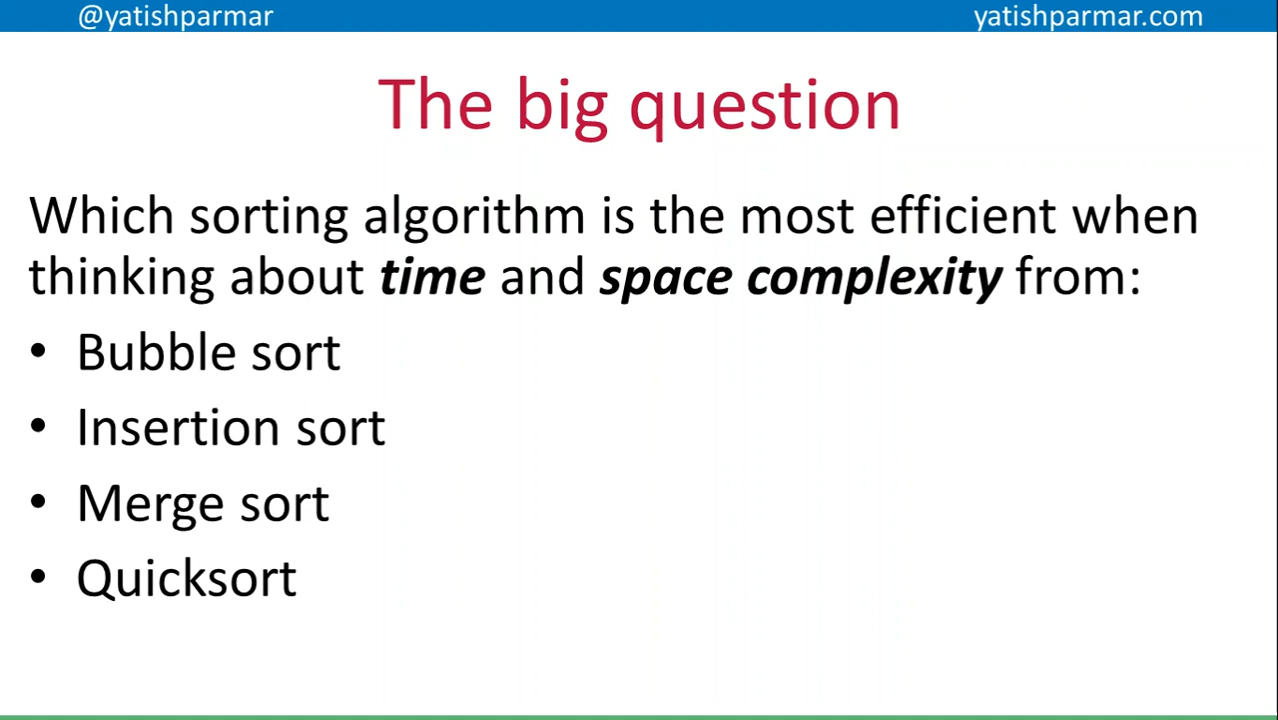 @yatishparmar yatishparmar.com
The big question
Which sorting algorithm is the most efficient when
thinking about time and space complexity from:
• Bubble sort
• Insertion sort
• Merge sort
• Quicksort